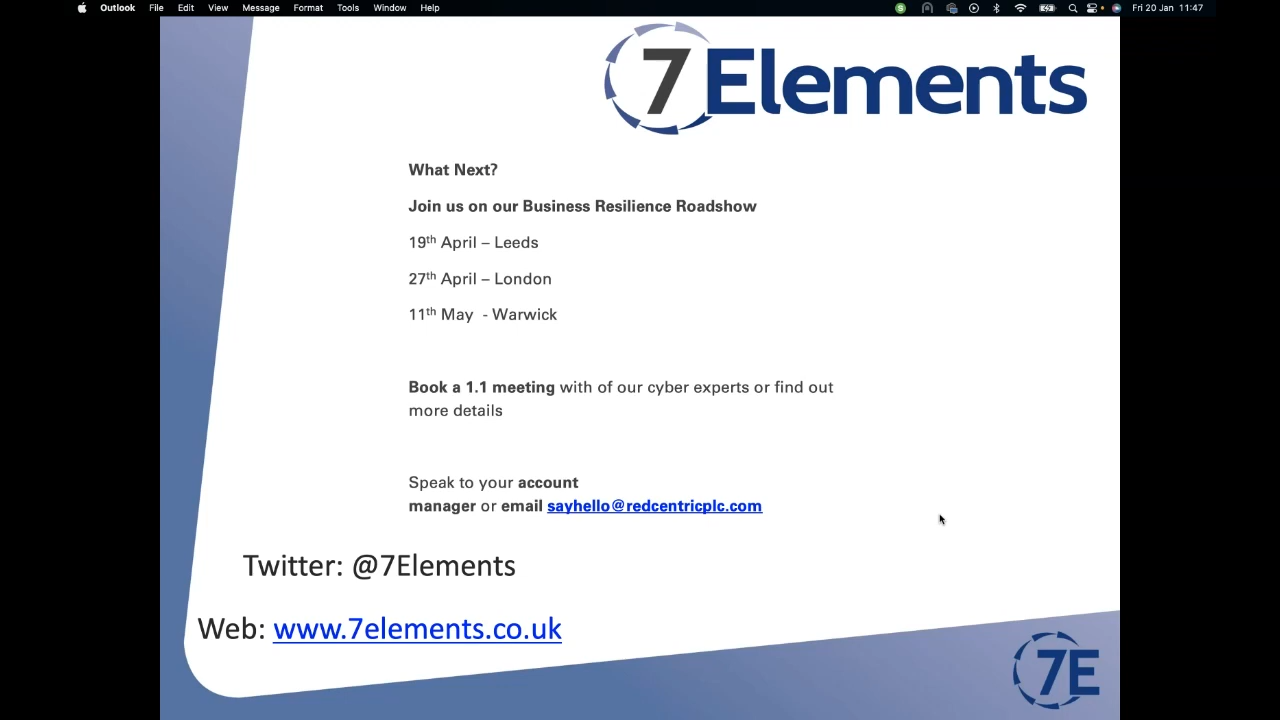 Outlook File Edit View Message Format Tools Window Help Fri 20 Jan 11:47
7Elements
What Next?
Join us on our Business Resilience Roadshow
19th April – Leeds
27th April – London
11th May - Warwick
Book a 1.1 meeting with of our cyber experts or find out
more details
Speak to your account
manager or email sayhello@redcentricplc.com
Twitter: @7Elements
Web: www.7elements.co.uk
7E